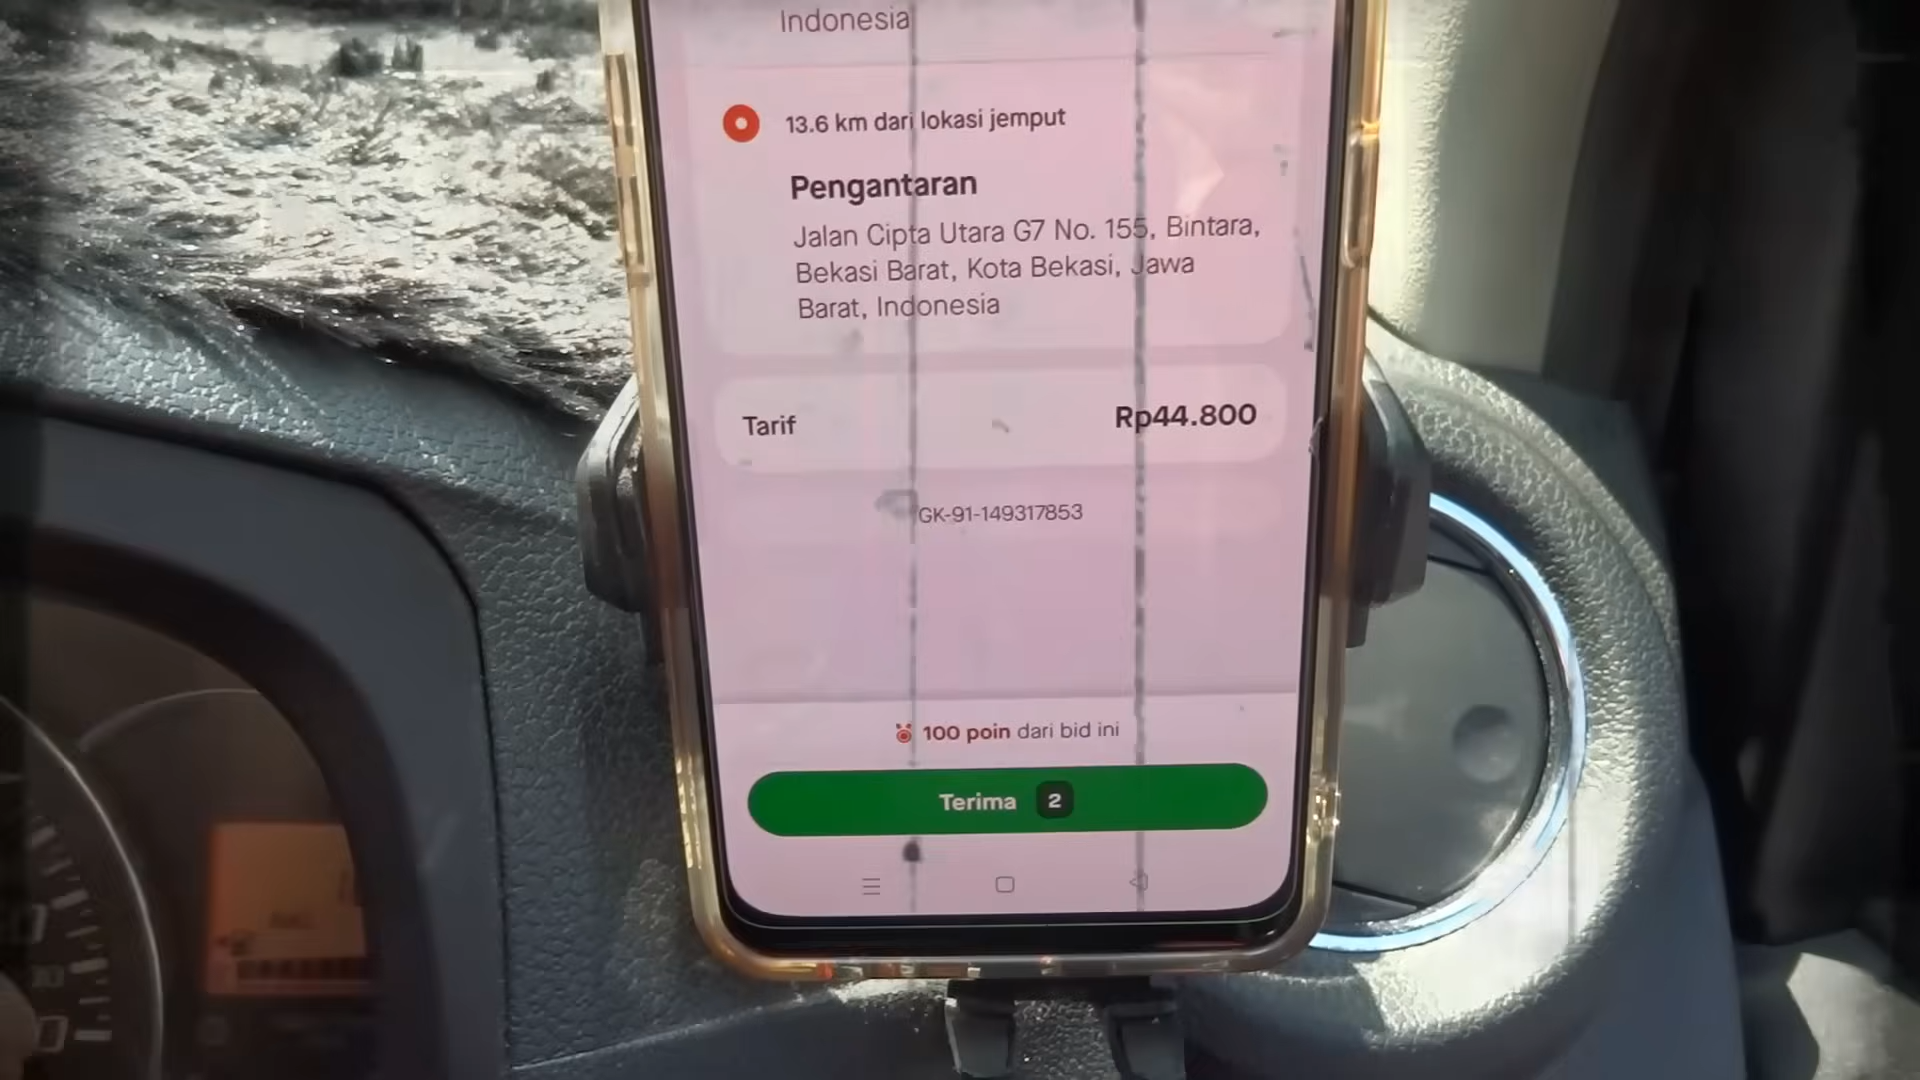 Indonesia
13.6 km dari lokasi jemput
Pengantaran
Jalan Cipta Utara G7 No. 155, Bintara,
Bekasi Barat, Kota Bekasi, Jawa
Barat, Indonesia
Tarif Rp44.800
GK-91-149317853
100 poin dari bid ini
Terima 2